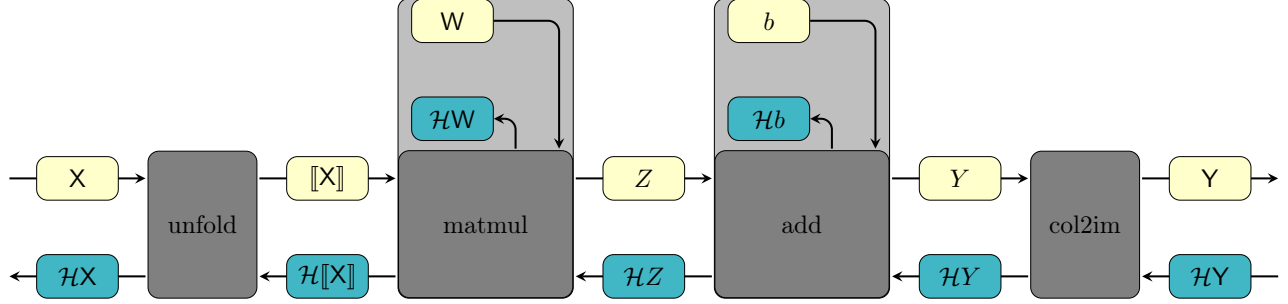 W b
ℋW ℋb
X ⟦X⟧ Z Y Y
unfold matmul add col2im
ℋX ℋ⟦X⟧ ℋZ ℋY ℋY